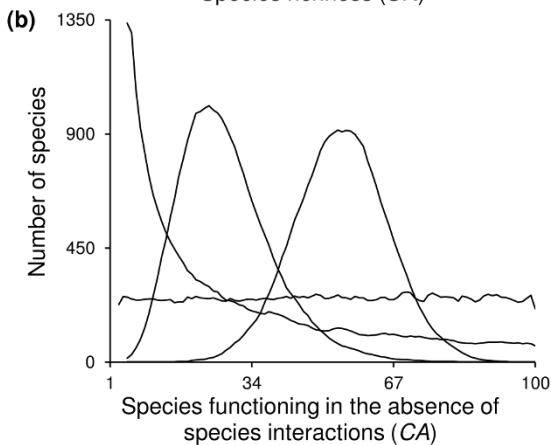 (b)
1350
900
450
0
Number of species
1 34 67 100
Species functioning in the absence of
species interactions (CA)